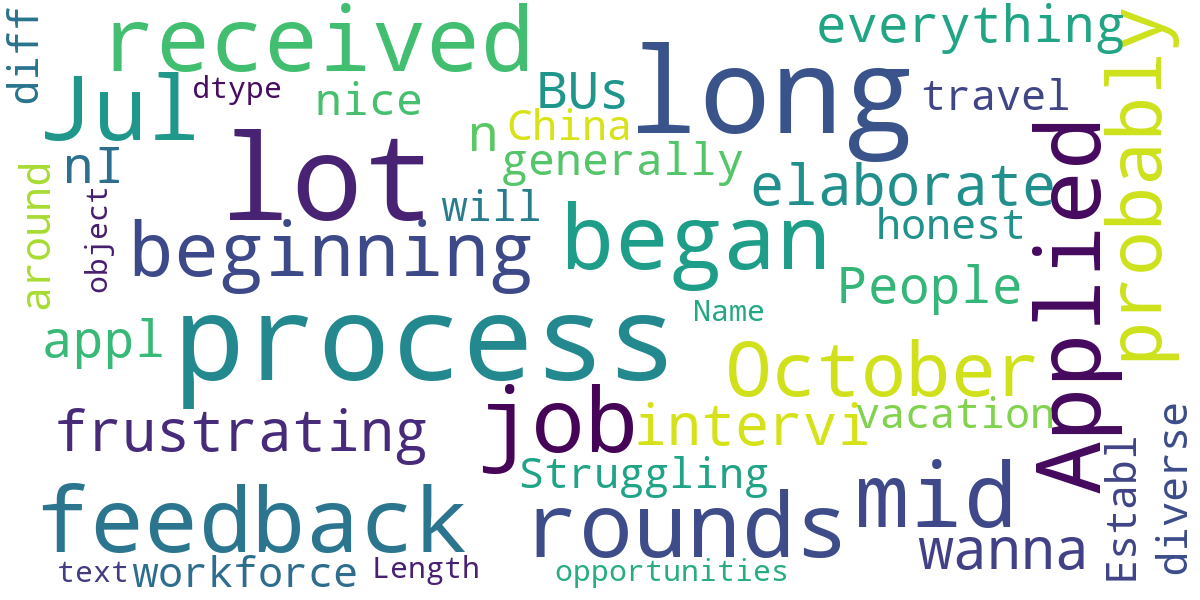 diff
received
everything
probably
Jul
dtype
nice
BUs
long
travel
n
China
generally
Applied
nI
lot
will
elaborate
honest
around
object
beginning
began
People
Name
appl
process
October
frustrating
job
intervi
vacation
Struggling
diverse
Establ
feedback
rounds
mid
wanna
text
workforce
Length
opportunities